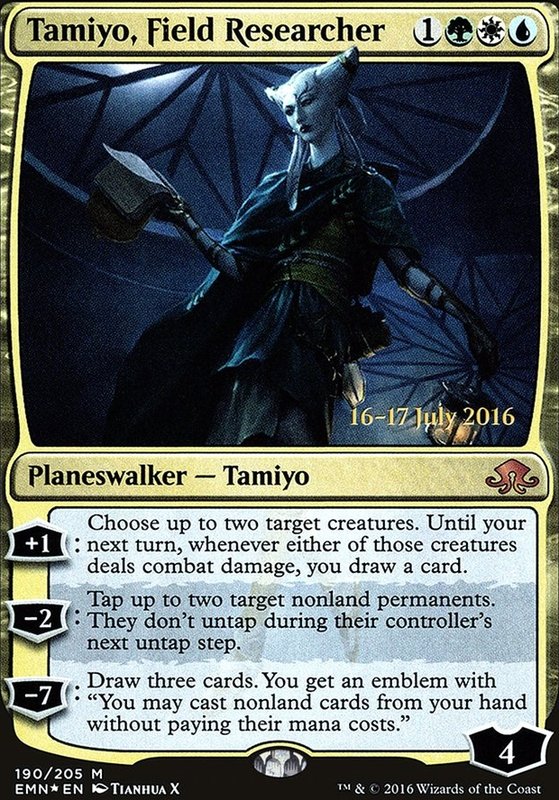 Tamiyo, Field Researcher 1
16–17 July 2016
Planeswalker — Tamiyo
+1 : Choose up to two target creatures. Until your
next turn, whenever either of those creatures
deals combat damage, you draw a card.
−2 : Tap up to two target nonland permanents.
They don't untap during their controller's
next untap step.
−7 : Draw three cards. You get an emblem with
"You may cast nonland cards from your hand
without paying their mana costs."
4
190/205 M
EMN★EN Tianhua X
™ & © 2016 Wizards of the Coast